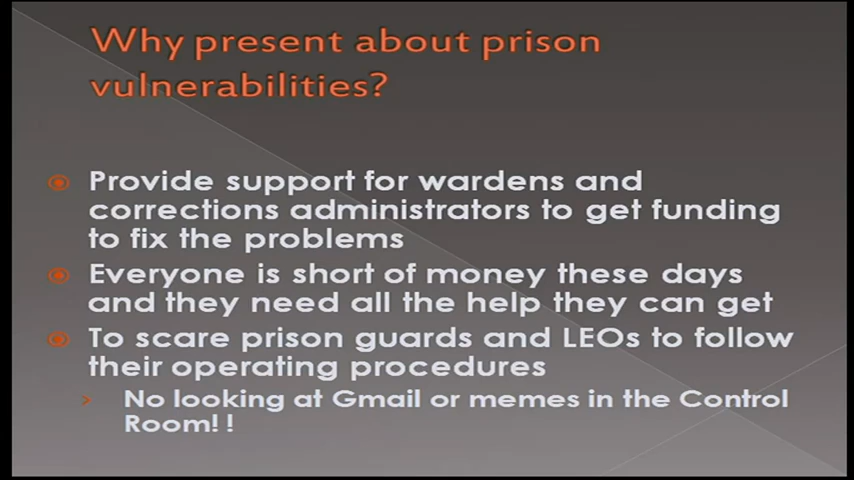 Why present about prison
vulnerabilities?
Provide support for wardens and
corrections administrators to get funding
to fix the problems
Everyone is short of money these days
and they need all the help they can get
To scare prison guards and LEOs to follow
their operating procedures
No looking at Gmail or memes in the Control
Room!!